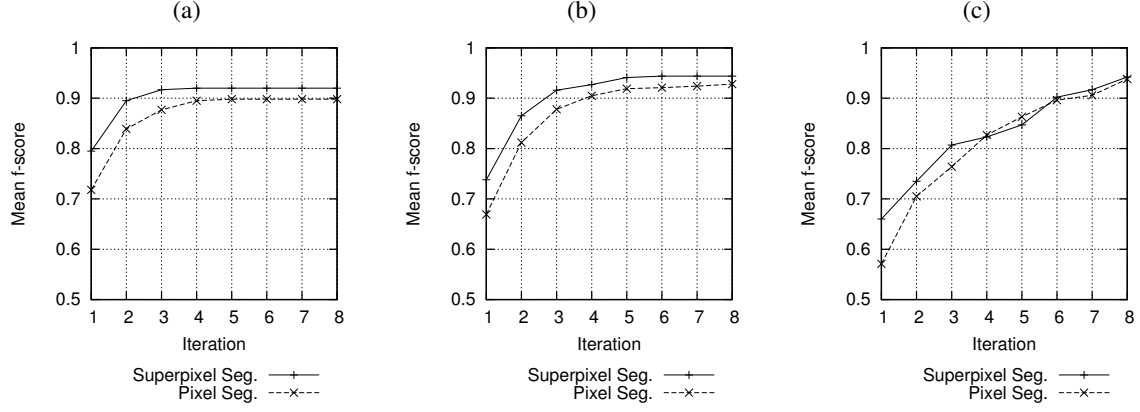 (a)
1
0.9
0.8
0.7
0.6
0.5
Mean f-score
1 2 3 4 5 6 7 8
Iteration
Superpixel Seg.
Pixel Seg.
(b)
1
0.9
0.8
0.7
0.6
0.5
Mean f-score
1 2 3 4 5 6 7 8
Iteration
Superpixel Seg.
Pixel Seg.
(c)
1
0.9
0.8
0.7
0.6
0.5
Mean f-score
1 2 3 4 5 6 7 8
Iteration
Superpixel Seg.
Pixel Seg.